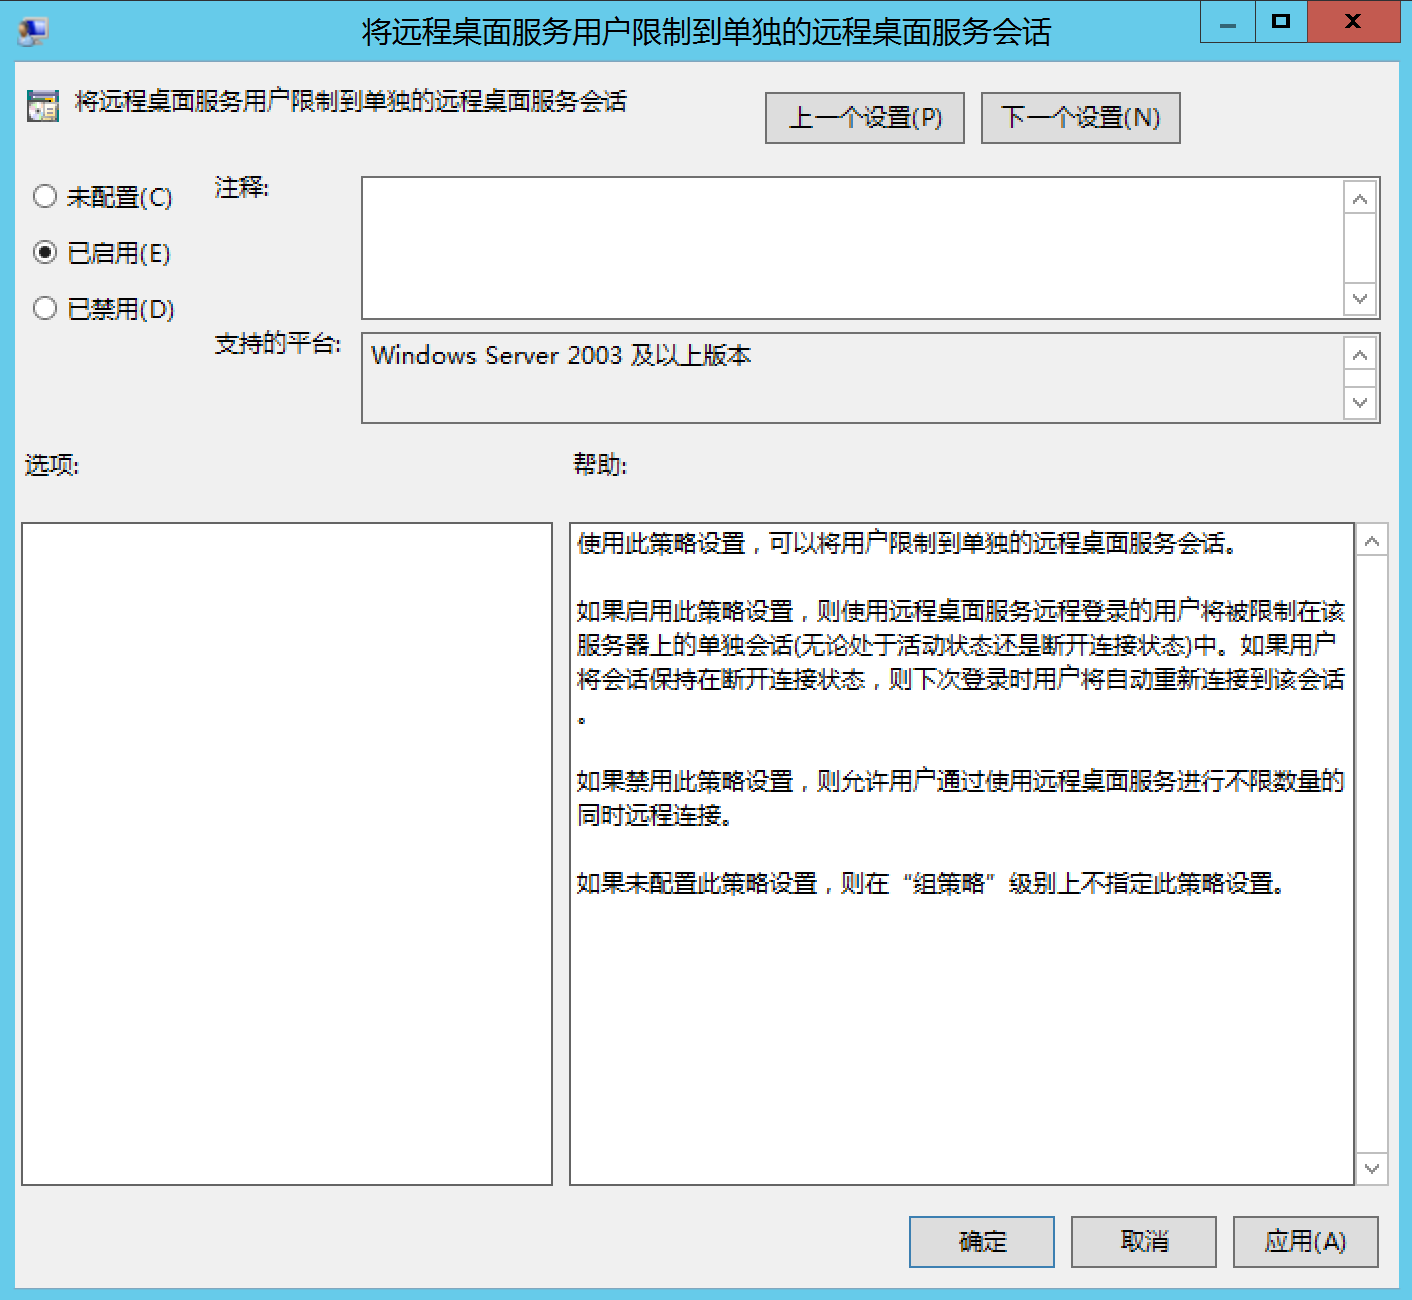 将远程桌面服务用户限制到单独的远程桌面服务会话
将远程桌面服务用户限制到单独的远程桌面服务会话
上一个设置(P)
下一个设置(N)
未配置(C)
已启用(E)
已禁用(D)
注释:
支持的平台:
Windows Server 2003 及以上版本
选项:
帮助:
使用此策略设置，可以将用户限制到单独的远程桌面服务会话。
如果启用此策略设置，则使用远程桌面服务远程登录的用户将被限制在该
服务器上的单独会话(无论处于活动状态还是断开连接状态)中。如果用户
将会话保持在断开连接状态，则下次登录时用户将自动重新连接到该会话
。
如果禁用此策略设置，则允许用户通过使用远程桌面服务进行不限数量的
同时远程连接。
如果未配置此策略设置，则在“组策略”级别上不指定此策略设置。
确定
取消
应用(A)